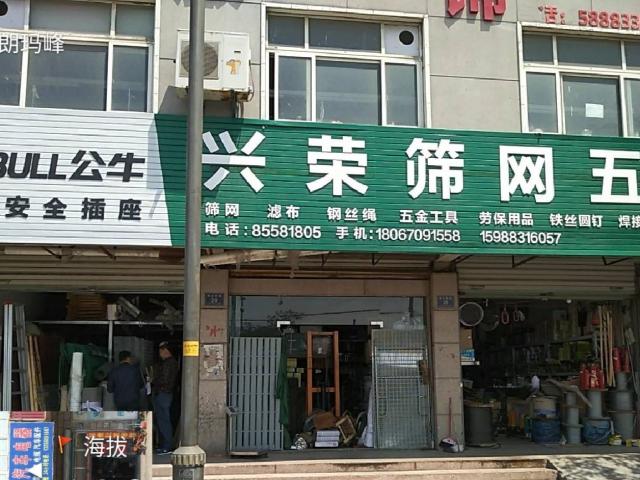 朗玛峰
话:58883
BULL公牛
安全插座
兴荣筛网五
筛网 滤布 钢丝绳 五金工具 劳保用品 铁丝圆钉 焊接
电话:85581805 手机:18067091558 15988316057
海拔